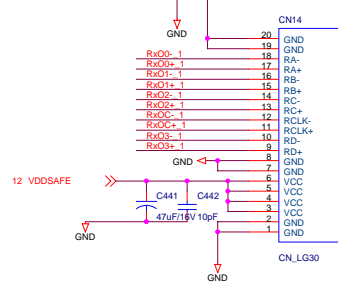 CN14
GND
20 GND
19 GND
RxO0-_1 18 RA-
RxO0+_1 17 RA+
RxO1-_1 16 RB-
RxO1+_1 15 RB+
RxO2-_1 14 RC-
RxO2+_1 13 RC+
RxOC-_1 12 RCLK-
RxOC+_1 11 RCLK+
RxO3-_1 10 RD-
RxO3+_1 9 RD+
GND 8 GND
7 GND
12 VDDSAFE 6 VCC
5 VCC
C441 C442 4 VCC
3 VCC
47uF/16V 10pF 2 GND
1 GND
GND
CN_LG30
GND